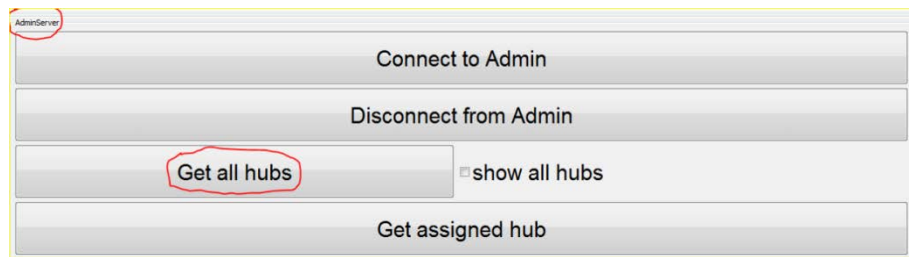 AdminServer
Connect to Admin
Disconnect from Admin
Get all hubs show all hubs
Get assigned hub